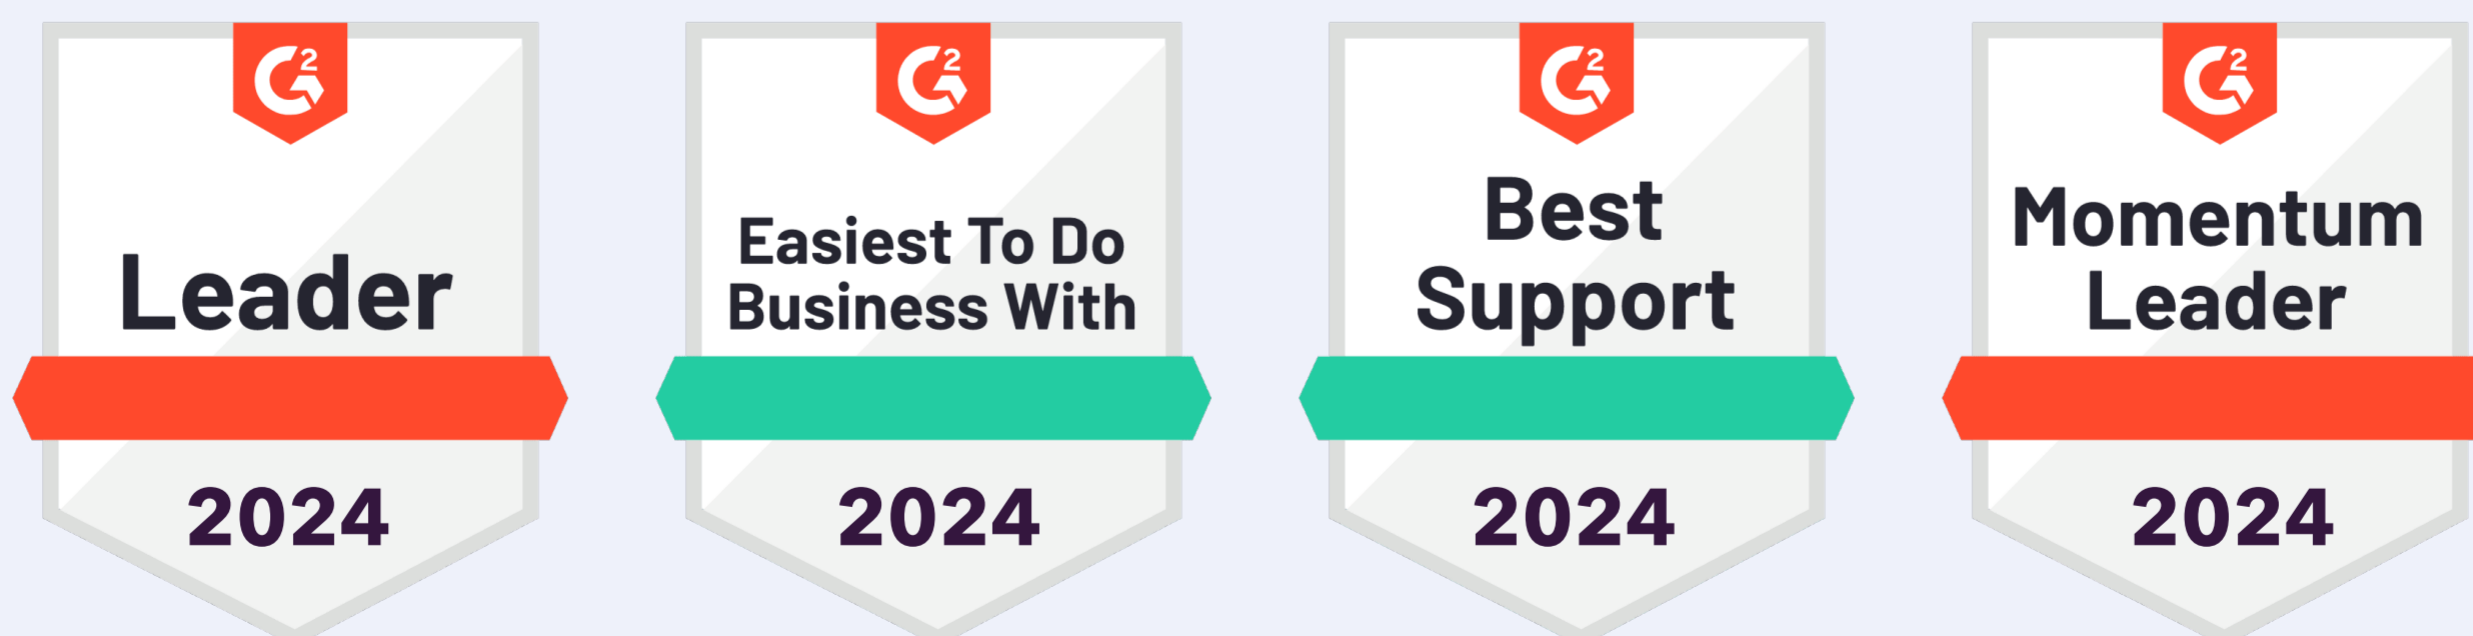 G2
Leader
2024
G2
Easiest To Do
Business With
2024
G2
Best
Support
2024
G2
Momentum
Leader
2024